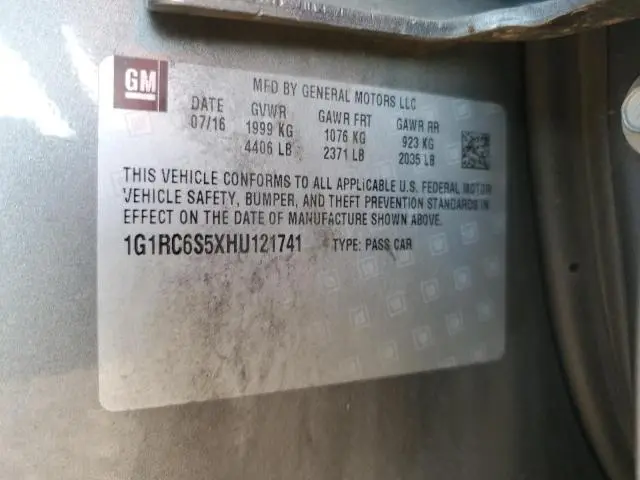 GM
MFD BY GENERAL MOTORS LLC
DATE GVWR GAWR FRT GAWR RR
07/16 1999 KG 1076 KG 923 KG
4406 LB 2371 LB 2035 LB
THIS VEHICLE CONFORMS TO ALL APPLICABLE U.S. FEDERAL MOTOR
VEHICLE SAFETY, BUMPER, AND THEFT PREVENTION STANDARDS IN
EFFECT ON THE DATE OF MANUFACTURE SHOWN ABOVE.
1G1RC6S5XHU121741 TYPE: PASS CAR